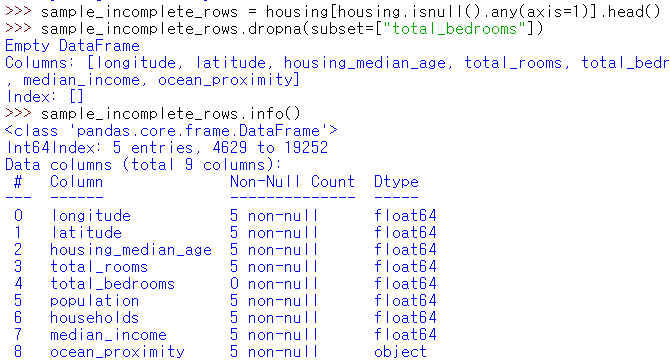 >>> sample_incomplete_rows = housing[housing.isnull().any(axis=1)].head()
>>> sample_incomplete_rows.dropna(subset=["total_bedrooms"])
Empty DataFrame
Columns: [longitude, latitude, housing_median_age, total_rooms, total_bedr
, median_income, ocean_proximity]
Index: []
>>> sample_incomplete_rows.info()
<class 'pandas.core.frame.DataFrame'>
Int64Index: 5 entries, 4629 to 19252
Data columns (total 9 columns):
 #   Column              Non-Null Count  Dtype
---  ------              --------------  -----
 0   longitude           5 non-null      float64
 1   latitude            5 non-null      float64
 2   housing_median_age  5 non-null      float64
 3   total_rooms         5 non-null      float64
 4   total_bedrooms      0 non-null      float64
 5   population          5 non-null      float64
 6   households          5 non-null      float64
 7   median_income       5 non-null      float64
 8   ocean_proximity     5 non-null      object